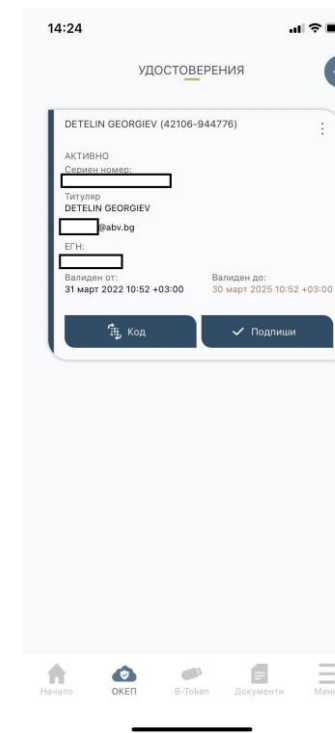 14:24
УДОСТОВЕРЕНИЯ
DETELIN GEORGIEV (42106-944776)
АКТИВНО
Сериен номер:
Титуляр
DETELIN GEORGIEV
@abv.bg
ЕГН:
Валиден от: Валиден до:
31 март 2022 10:52 +03:00 30 март 2025 10:52 +03:00
Код Подпиши
Начало ОКЕП B-Token Документи